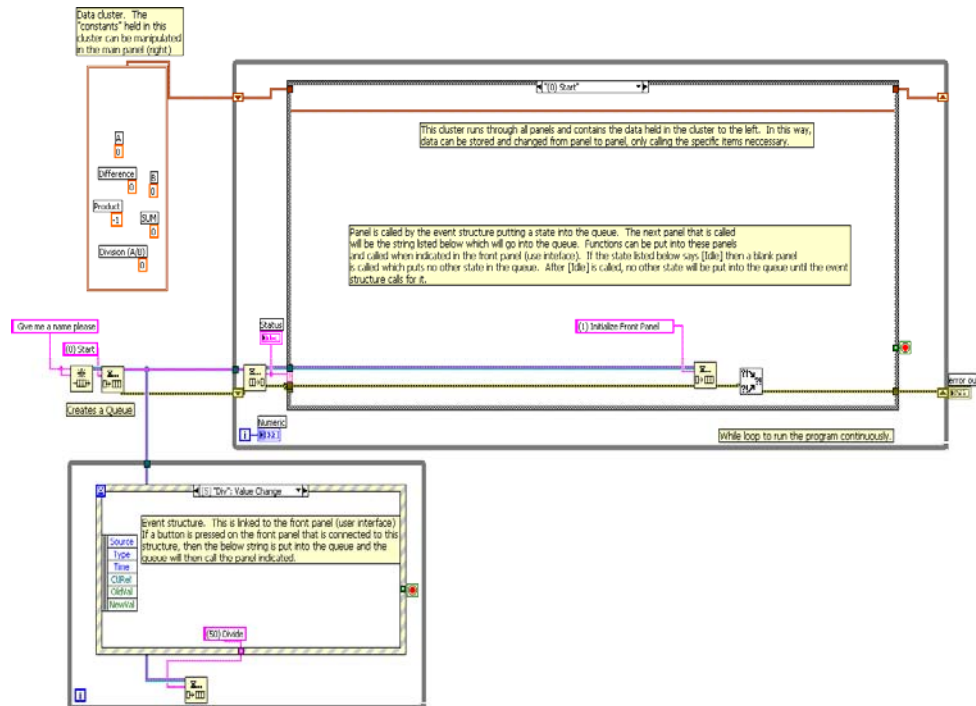 Data cluster. The
"constants" held in this
cluster can be manipulated
in the main panel (right)
"(0) Start"
This cluster runs through all panels and contains the data held in the cluster to the left. In this way,
data can be stored and changed from panel to panel, only calling the specific items neccessary.
A
0
Difference
0
B
0
Product
-1
SUM
0
Division (A/B)
0
Panel is called by the event structure putting a state into the queue. The next panel that is called
will be the string listed below which will go into the queue. Functions can be put into these panels
and called when indicated in the front panel (use inteface). If the state listed below says [Idle] then a blank panel
is called which puts no other state in the queue. After [Idle] is called, no other state will be put into the queue until the event
structure calls for it.
Give me a name please
(0) Start
Status
(1) Initialize Front Panel
Creates a Queue
error ou
Numeric
i
While loop to run the program continuously.
[5] "Div": Value Change
Event structure. This is linked to the front panel (user interface)
If a button is pressed on the front panel that is connected to this
structure, then the below string is put into the queue and the
queue will then call the panel indicated.
Source
Type
Time
CtlRef
OldVal
NewVal
(50) Divide
i